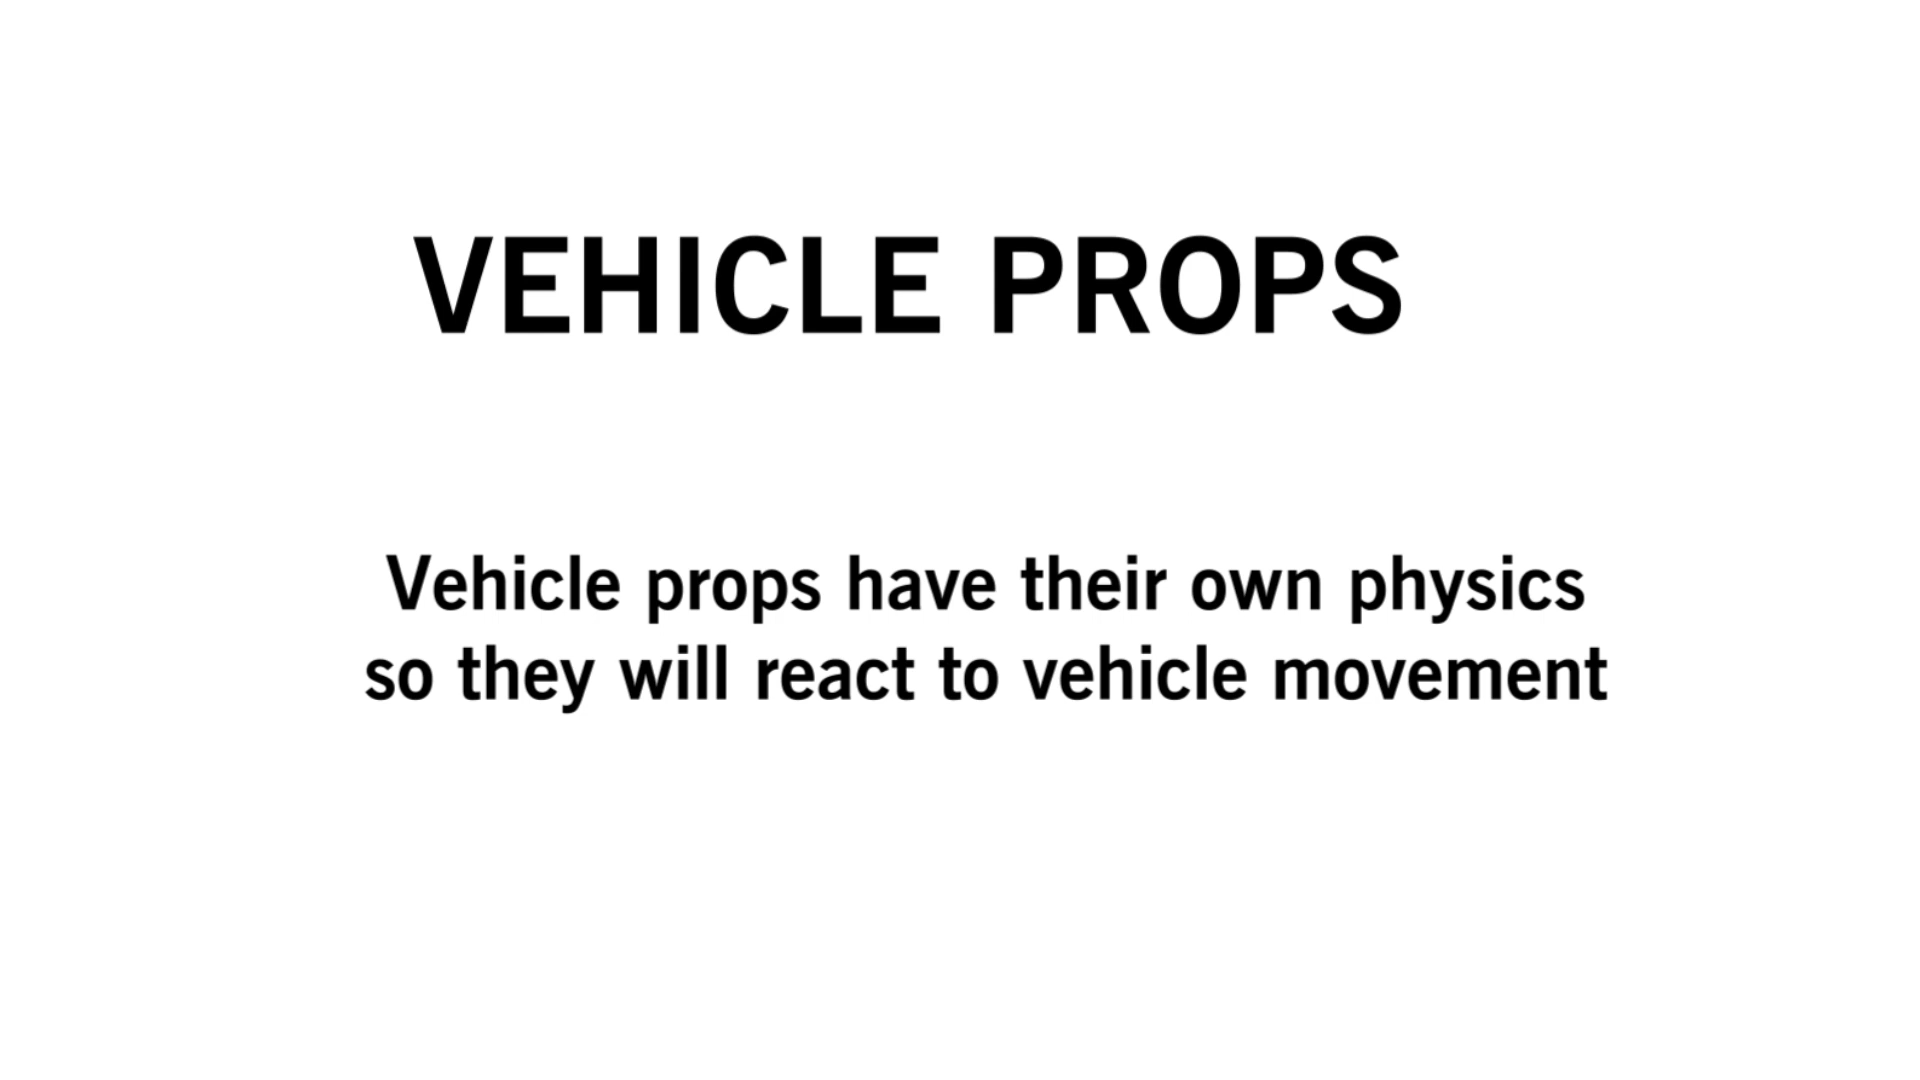 VEHICLE PROPS
Vehicle props have their own physics
so they will react to vehicle movement